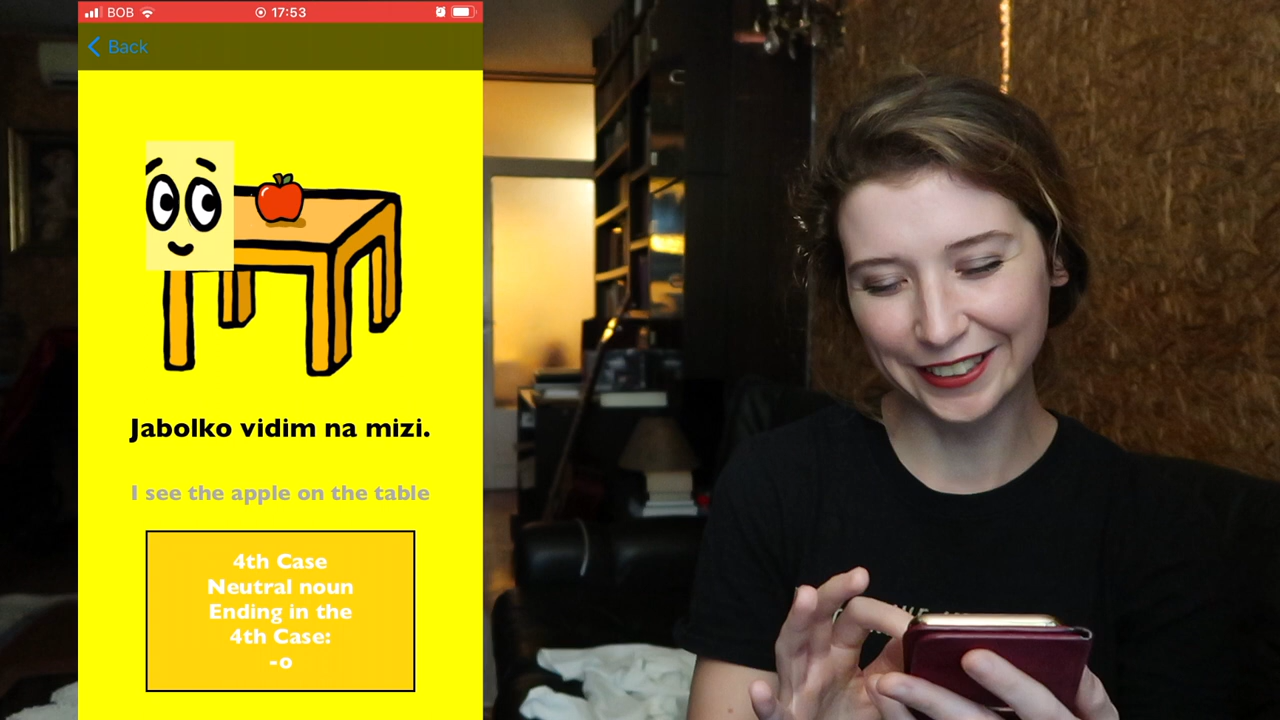 BOB 17:53
Back
Jabolko vidim na mizi.
I see the apple on the table
4th Case
Neutral noun
Ending in the
4th Case:
-o